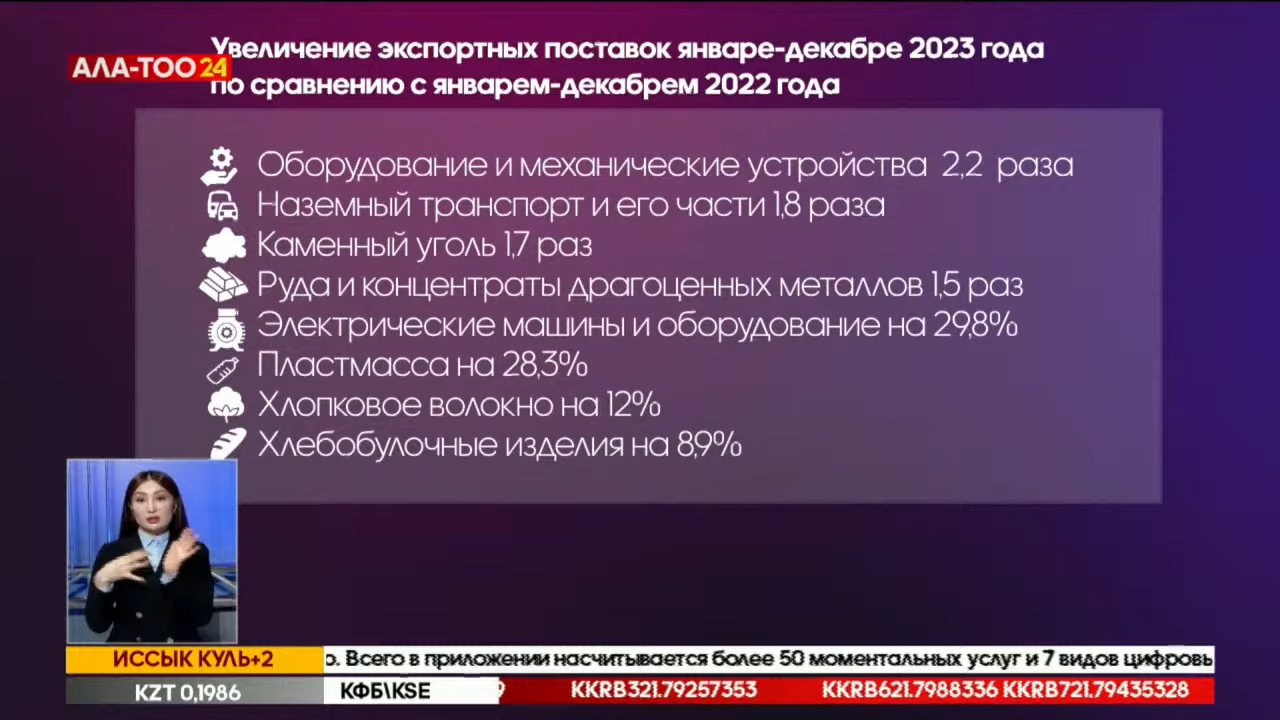 Увеличение экспортных поставок январе-декабре 2023 года
АЛА-ТОО24
по сравнению с январем-декабрем 2022 года
Оборудование и механические устройства 2,2 раза
Наземный транспорт и его части 1,8 раза
Каменный уголь 1,7 раз
Руда и концентраты драгоценных металлов 1,5 раз
Электрические машины и оборудование на 29,8%
Пластмасса на 28,3%
Хлопковое волокно на 12%
Хлебобулочные изделия на 8,9%
ИССЫК КУЛЬ+2 о. Всего в приложении насчитывается более 50 моментальных услуг и 7 видов цифровь
KZT 0,1986 КФБ\KSE 9 KKRB321.79257353 KKRB621.7988336 KKRB721.79435328